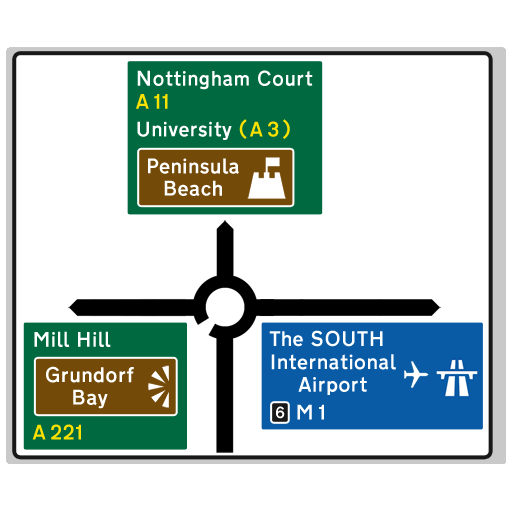 Nottingham Court
A 11
University (A 3)
Peninsula
Beach
Mill Hill
Grundorf
Bay
A 221
The SOUTH
International
Airport
6 M 1